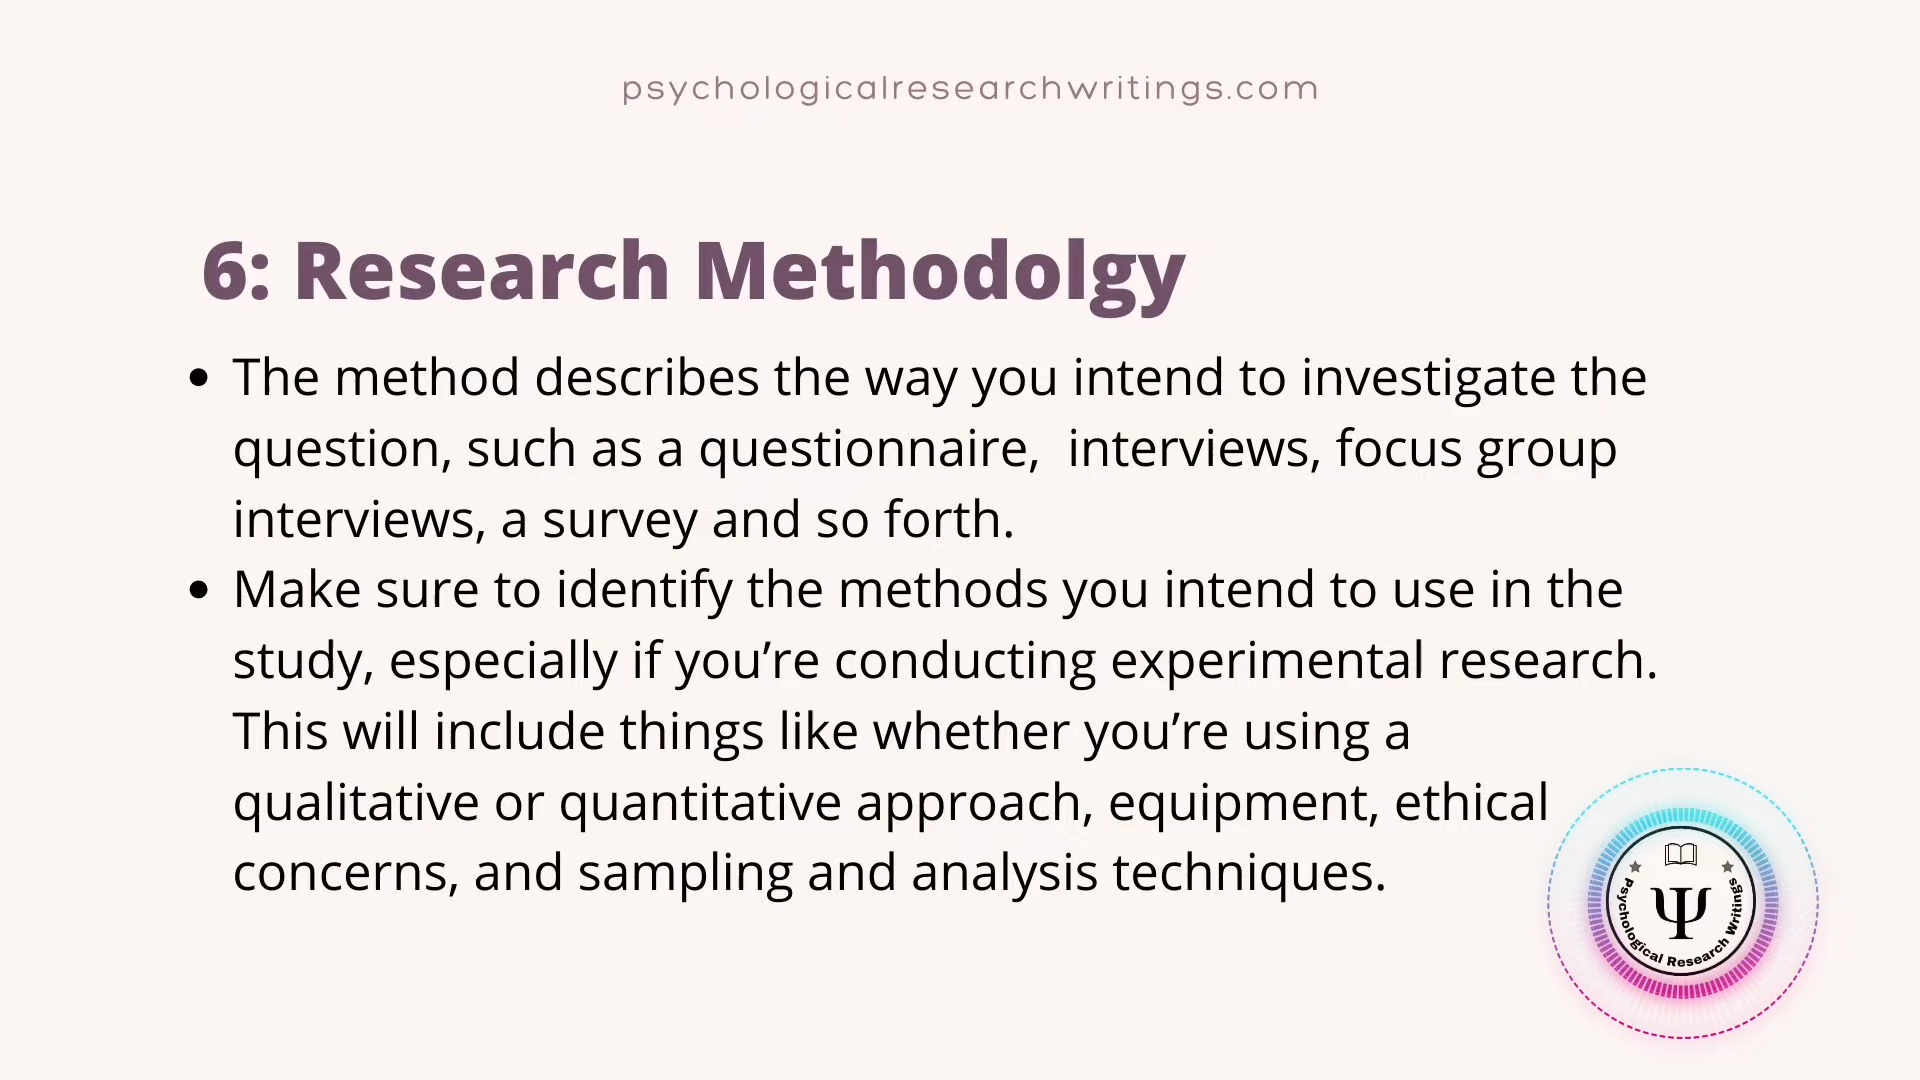 psychologicalresearchwritings.com
6: Research Methodolgy
• The method describes the way you intend to investigate the
question, such as a questionnaire,  interviews, focus group
interviews, a survey and so forth.
• Make sure to identify the methods you intend to use in the
study, especially if you’re conducting experimental research.
This will include things like whether you’re using a
qualitative or quantitative approach, equipment, ethical
concerns, and sampling and analysis techniques.
Ψ
Psychological Research Writings